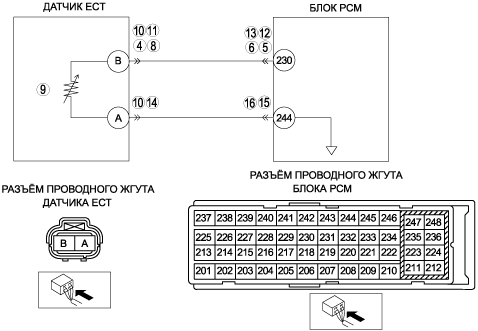 ДАТЧИК ECT
БЛОК PCM
10 11
4 8
13 12
6 5
B
230
9
A
10 14
16 15
244
РАЗЪЁМ ПРОВОДНОГО ЖГУТА
ДАТЧИКА ECT
РАЗЪЁМ ПРОВОДНОГО ЖГУТА
БЛОКА PCM
B A
237 238 239 240 241 242 243 244 245 246 247 248
225 226 227 228 229 230 231 232 233 234 235 236
213 214 215 216 217 218 219 220 221 222 223 224
201 202 203 204 205 206 207 208 209 210 211 212